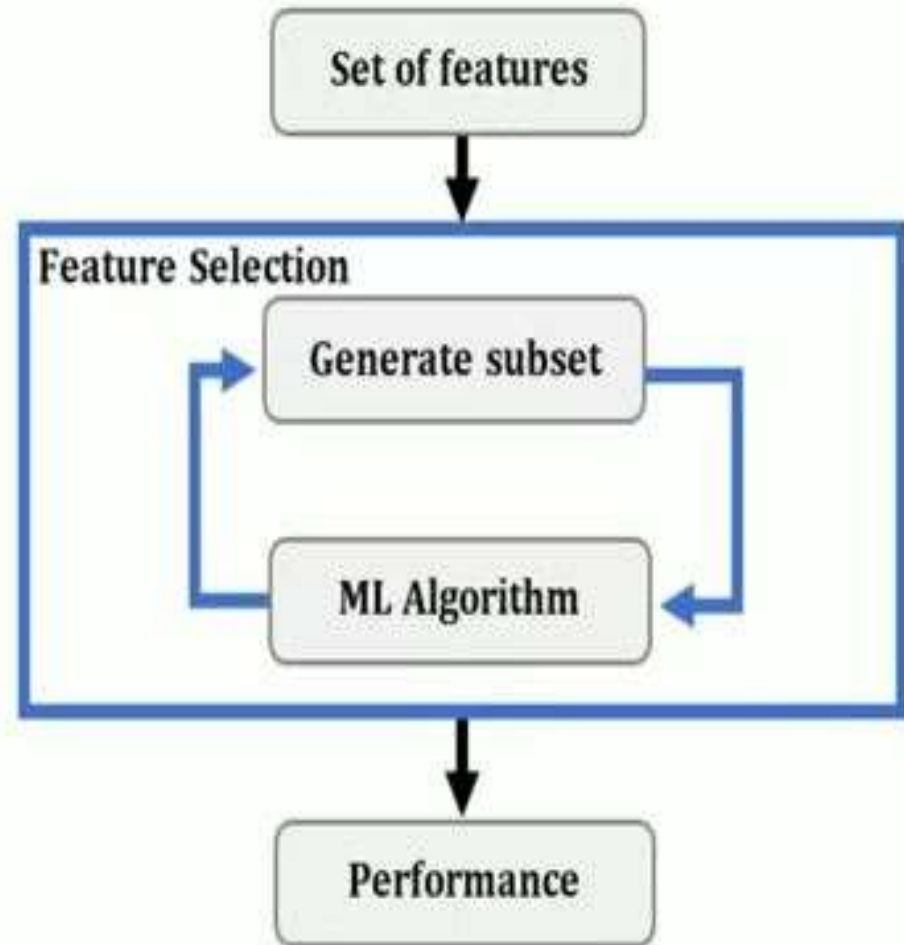 Set of features
Feature Selection
Generate subset
ML Algorithm
Performance